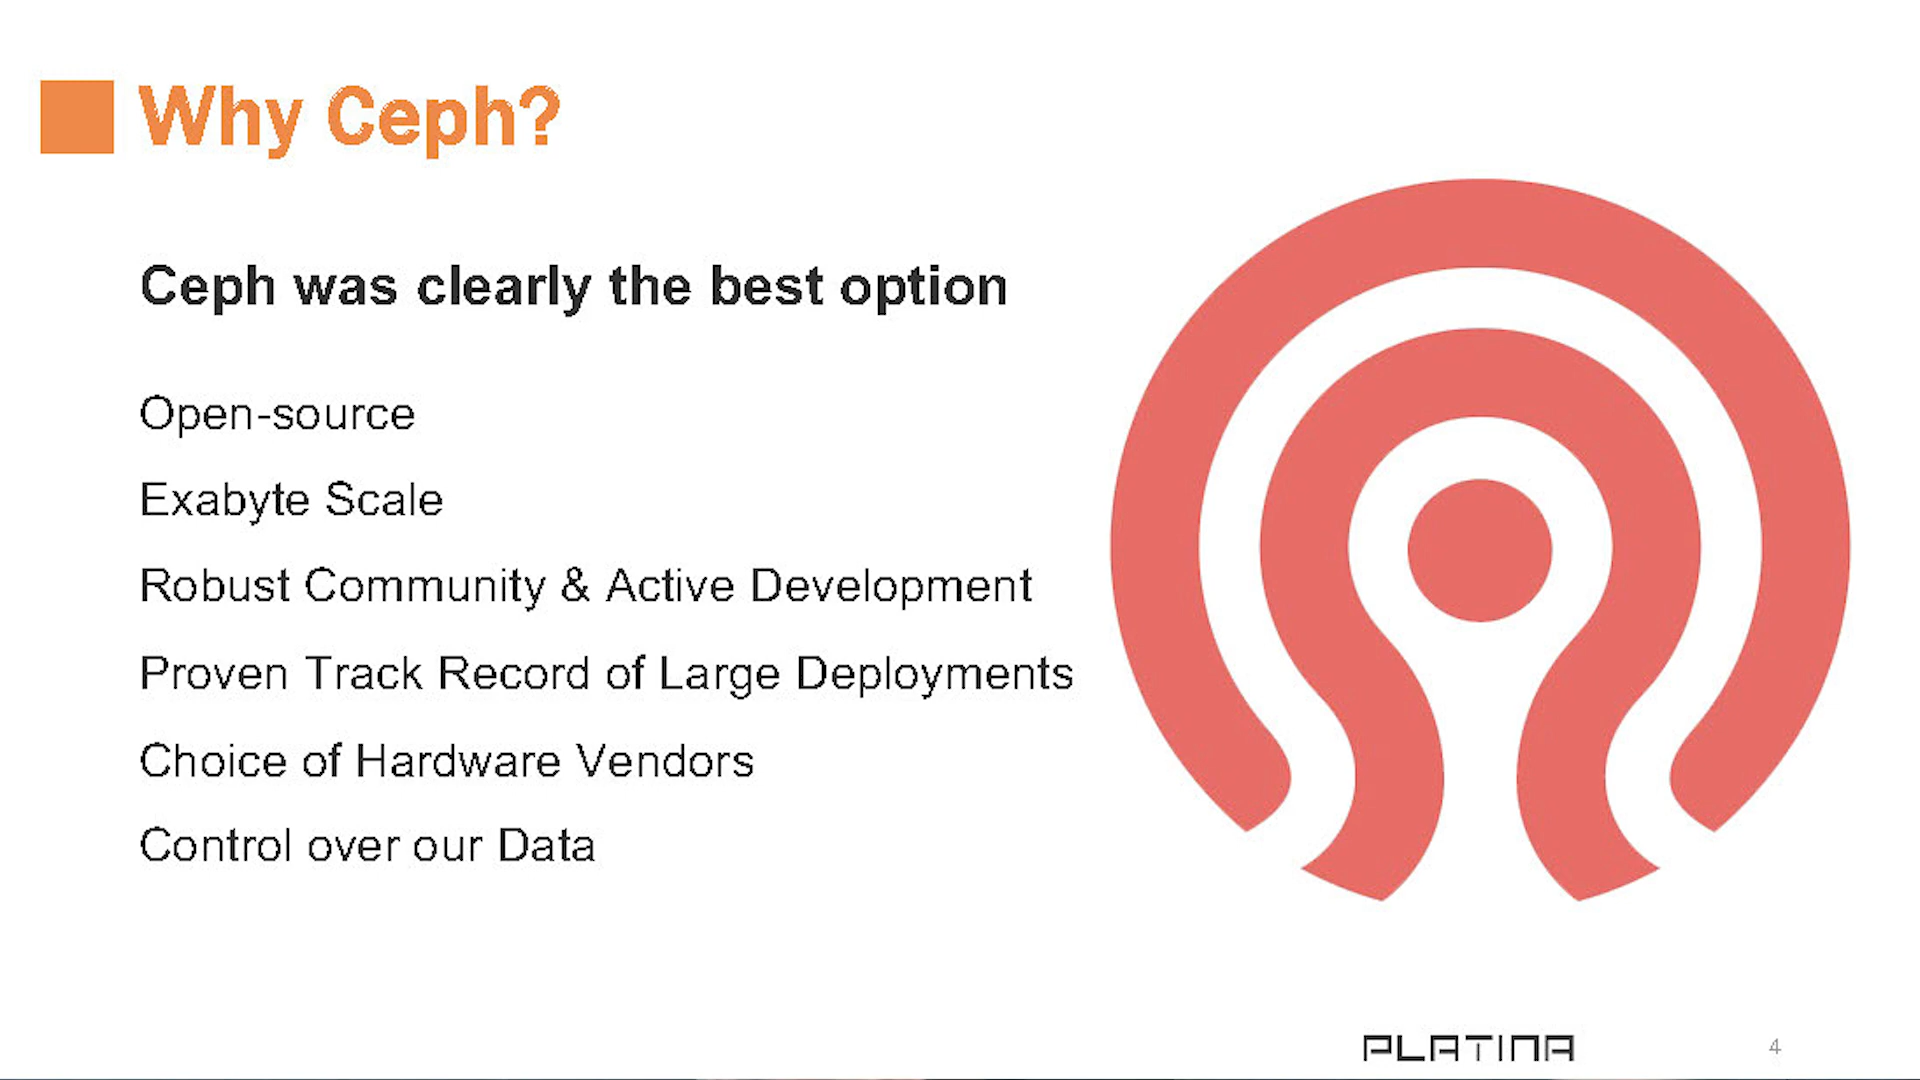 Why Ceph?
Ceph was clearly the best option
Open-source
Exabyte Scale
Robust Community & Active Development
Proven Track Record of Large Deployments
Choice of Hardware Vendors
Control over our Data
PLATINA
4